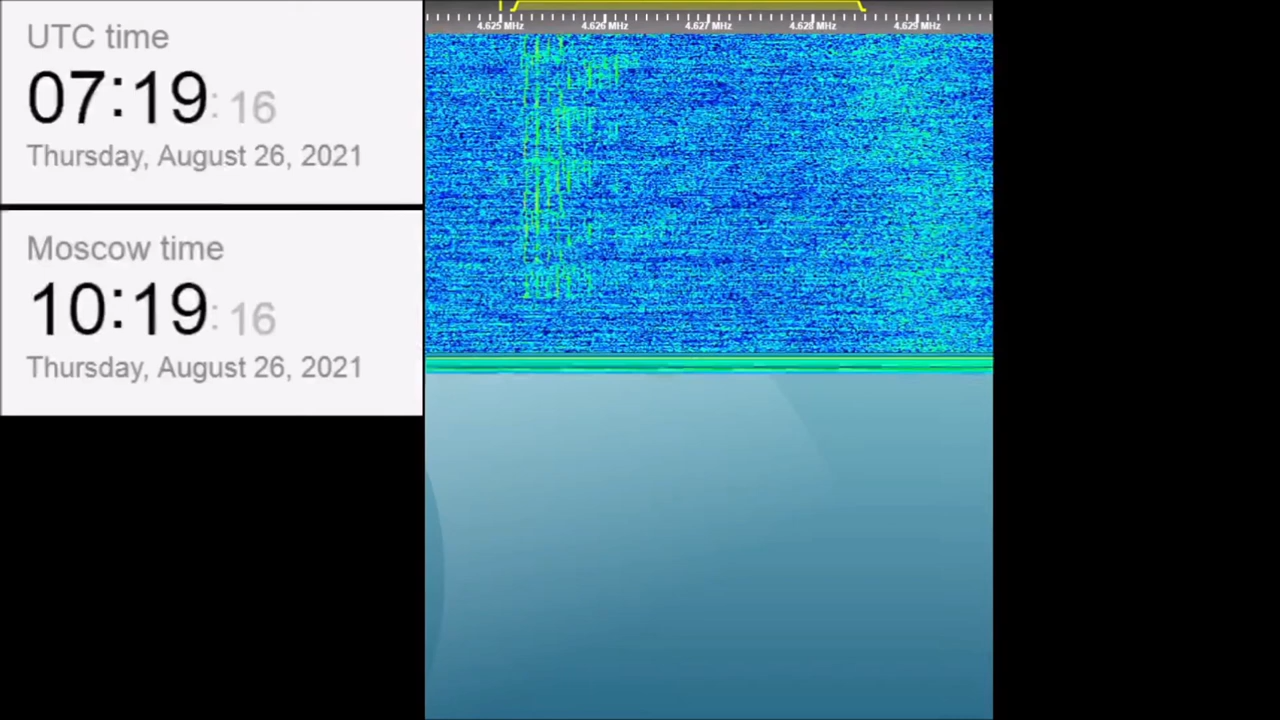 UTC time
07:19:16
Thursday, August 26, 2021
Moscow time
10:19:16
Thursday, August 26, 2021
4.625 MHz 4.626 MHz 4.627 MHz 4.628 MHz 4.629 MHz